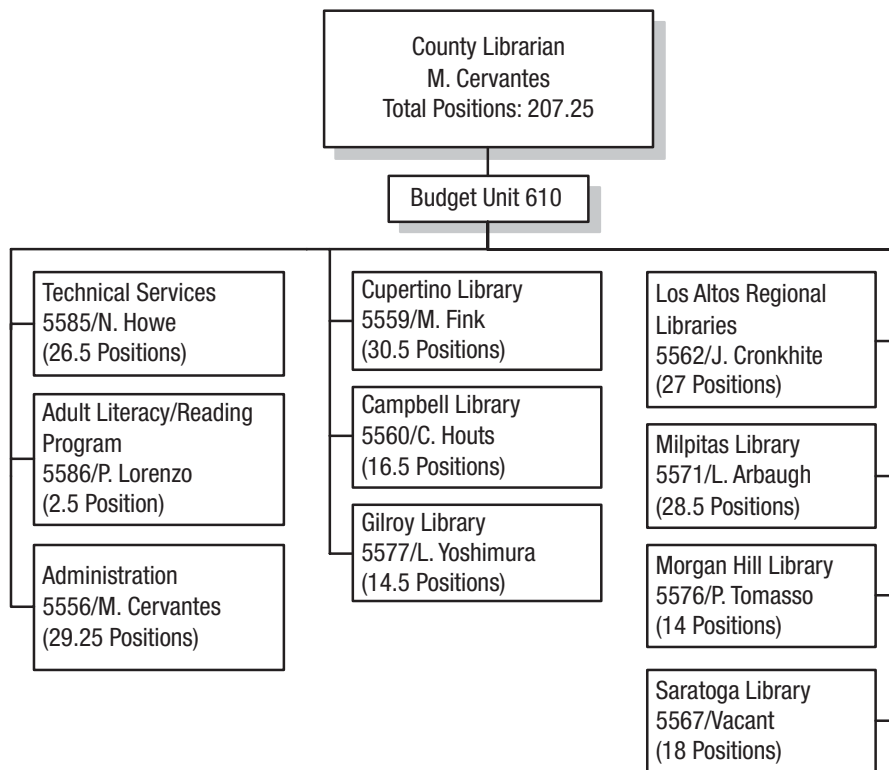 County Librarian
M. Cervantes
Total Positions: 207.25
Budget Unit 610
Technical Services
5585/N. Howe
(26.5 Positions)
Adult Literacy/Reading
Program
5586/P. Lorenzo
(2.5 Position)
Administration
5556/M. Cervantes
(29.25 Positions)
Cupertino Library
5559/M. Fink
(30.5 Positions)
Campbell Library
5560/C. Houts
(16.5 Positions)
Gilroy Library
5577/L. Yoshimura
(14.5 Positions)
Los Altos Regional
Libraries
5562/J. Cronkhite
(27 Positions)
Milpitas Library
5571/L. Arbaugh
(28.5 Positions)
Morgan Hill Library
5576/P. Tomasso
(14 Positions)
Saratoga Library
5567/Vacant
(18 Positions)